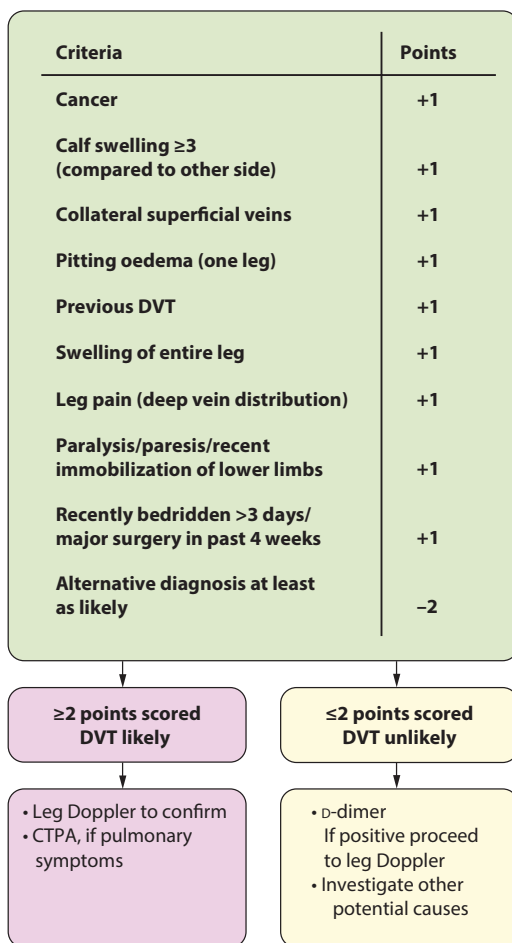 Criteria Points
Cancer +1
Calf swelling ≥3
(compared to other side) +1
Collateral superficial veins +1
Pitting oedema (one leg) +1
Previous DVT +1
Swelling of entire leg +1
Leg pain (deep vein distribution) +1
Paralysis/paresis/recent
immobilization of lower limbs +1
Recently bedridden >3 days/
major surgery in past 4 weeks +1
Alternative diagnosis at least
as likely –2
≥2 points scored
DVT likely
• Leg Doppler to confirm
• CTPA, if pulmonary
symptoms
≤2 points scored
DVT unlikely
• D-dimer
If positive proceed
to leg Doppler
• Investigate other
potential causes